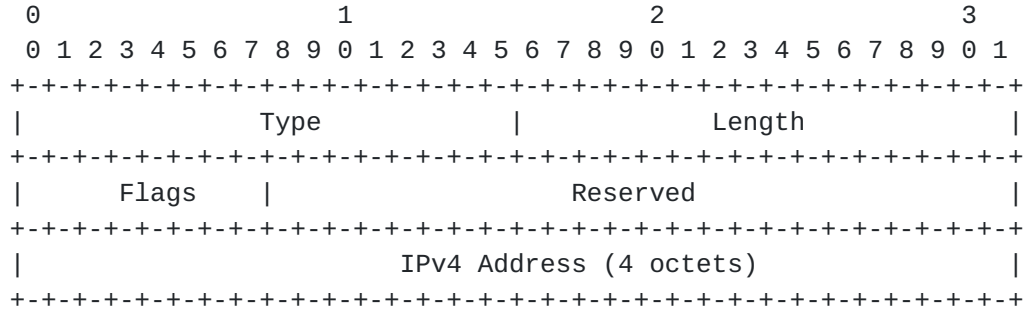 0                   1                   2                   3
 0 1 2 3 4 5 6 7 8 9 0 1 2 3 4 5 6 7 8 9 0 1 2 3 4 5 6 7 8 9 0 1
+-+-+-+-+-+-+-+-+-+-+-+-+-+-+-+-+-+-+-+-+-+-+-+-+-+-+-+-+-+-+-+-+
|               Type            |            Length             |
+-+-+-+-+-+-+-+-+-+-+-+-+-+-+-+-+-+-+-+-+-+-+-+-+-+-+-+-+-+-+-+-+
|      Flags    |                   Reserved                    |
+-+-+-+-+-+-+-+-+-+-+-+-+-+-+-+-+-+-+-+-+-+-+-+-+-+-+-+-+-+-+-+-+
|                        IPv4 Address (4 octets)                |
+-+-+-+-+-+-+-+-+-+-+-+-+-+-+-+-+-+-+-+-+-+-+-+-+-+-+-+-+-+-+-+-+